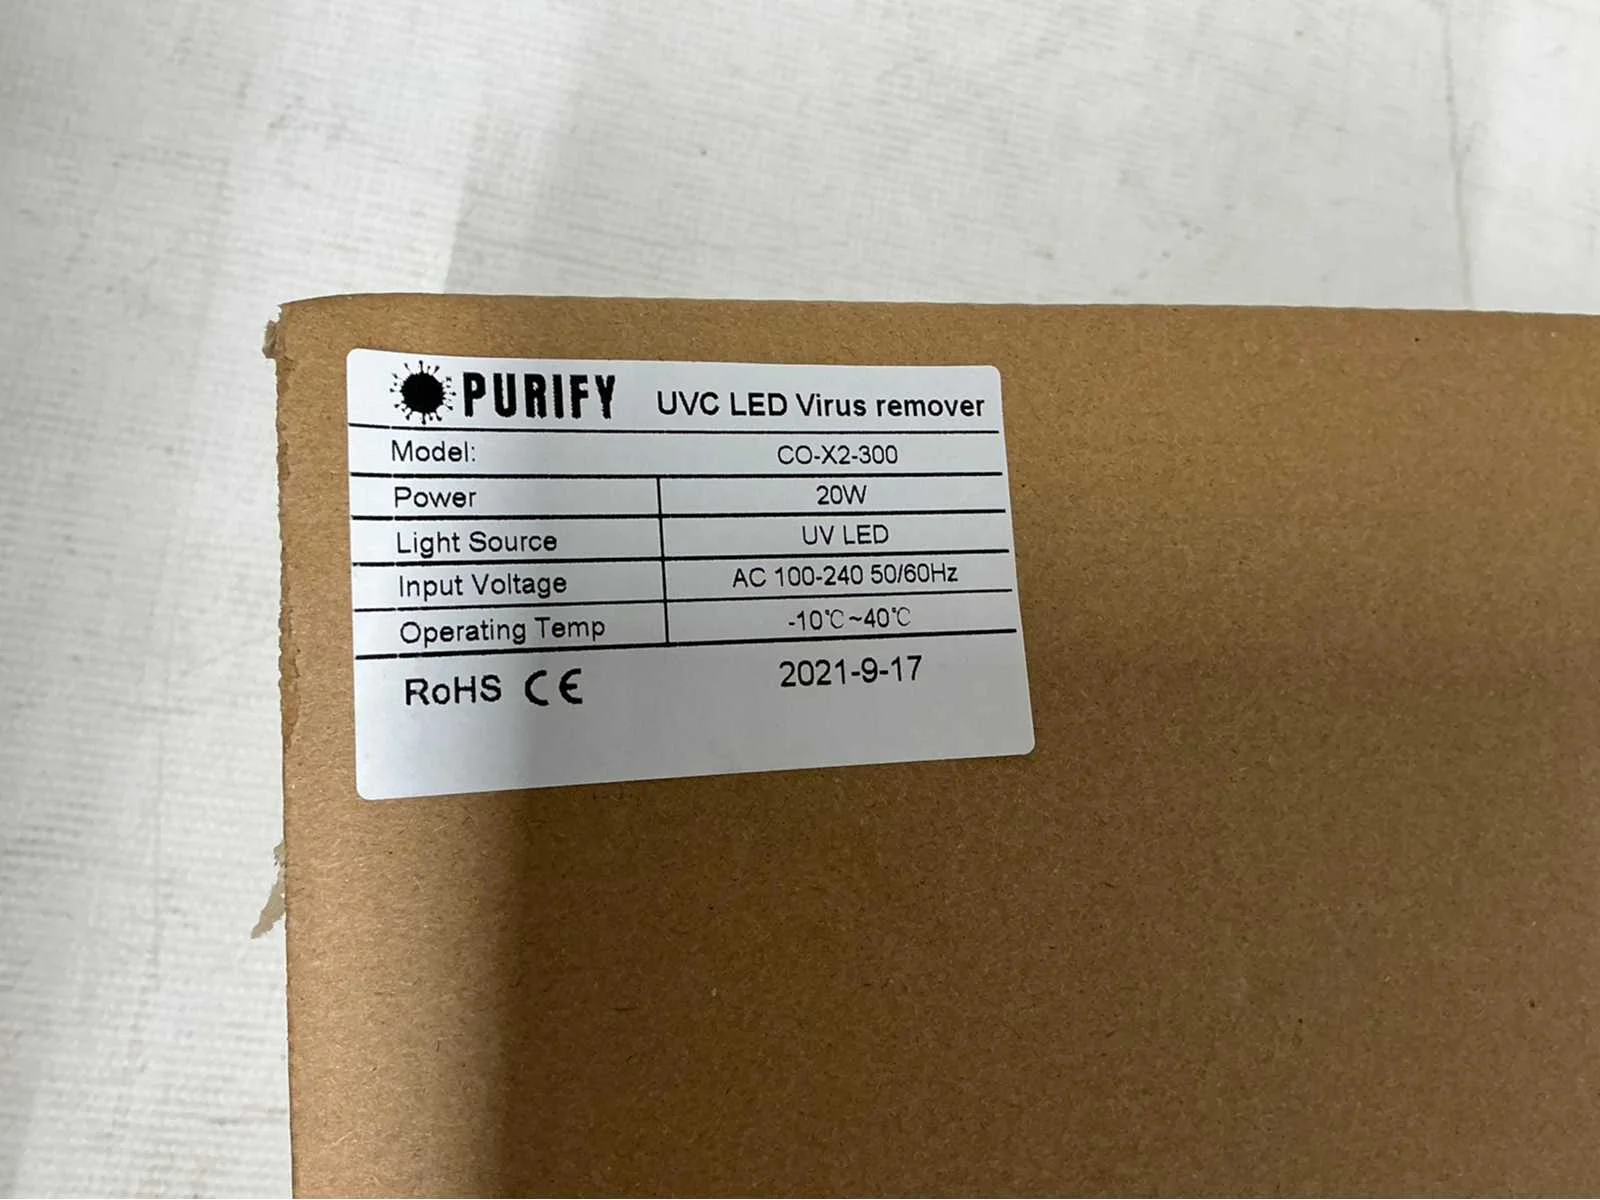 PURIFY UVC LED Virus remover
Model: CO-X2-300
Power 20W
Light Source UV LED
Input Voltage AC 100-240 50/60Hz
Operating Temp -10℃~40℃
RoHS CE 2021-9-17